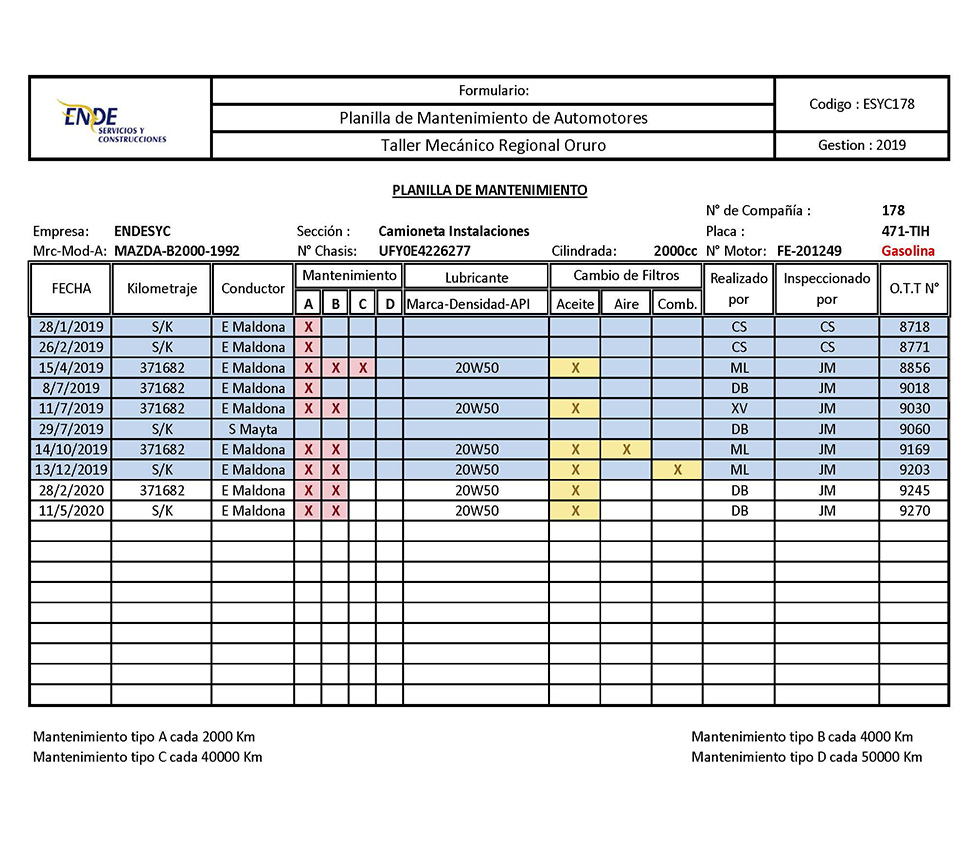 ENDE
SERVICIOS Y
CONSTRUCCIONES
Formulario:
Planilla de Mantenimiento de Automotores
Taller Mecánico Regional Oruro
Codigo : ESYC178
Gestion : 2019
PLANILLA DE MANTENIMIENTO
N° de Compañía : 178
Empresa: ENDESYC Sección : Camioneta Instalaciones Placa : 471-TIH
Mrc-Mod-A: MAZDA-B2000-1992 N° Chasis: UFY0E4226277 Cilindrada: 2000cc N° Motor: FE-201249 Gasolina
FECHA Kilometraje Conductor Mantenimiento Lubricante Cambio de Filtros Realizado por Inspeccionado por O.T.T N°
A B C D Marca-Densidad-API Aceite Aire Comb.
28/1/2019 S/K E Maldona X CS CS 8718
26/2/2019 S/K E Maldona X CS CS 8771
15/4/2019 371682 E Maldona X X X 20W50 X ML JM 8856
8/7/2019 371682 E Maldona X DB JM 9018
11/7/2019 371682 E Maldona X X 20W50 X XV JM 9030
29/7/2019 S/K S Mayta DB JM 9060
14/10/2019 371682 E Maldona X X 20W50 X X ML JM 9169
13/12/2019 S/K E Maldona X X 20W50 X X ML JM 9203
28/2/2020 371682 E Maldona X X 20W50 X DB JM 9245
11/5/2020 S/K E Maldona X X 20W50 X DB JM 9270
Mantenimiento tipo A cada 2000 Km Mantenimiento tipo B cada 4000 Km
Mantenimiento tipo C cada 40000 Km Mantenimiento tipo D cada 50000 Km